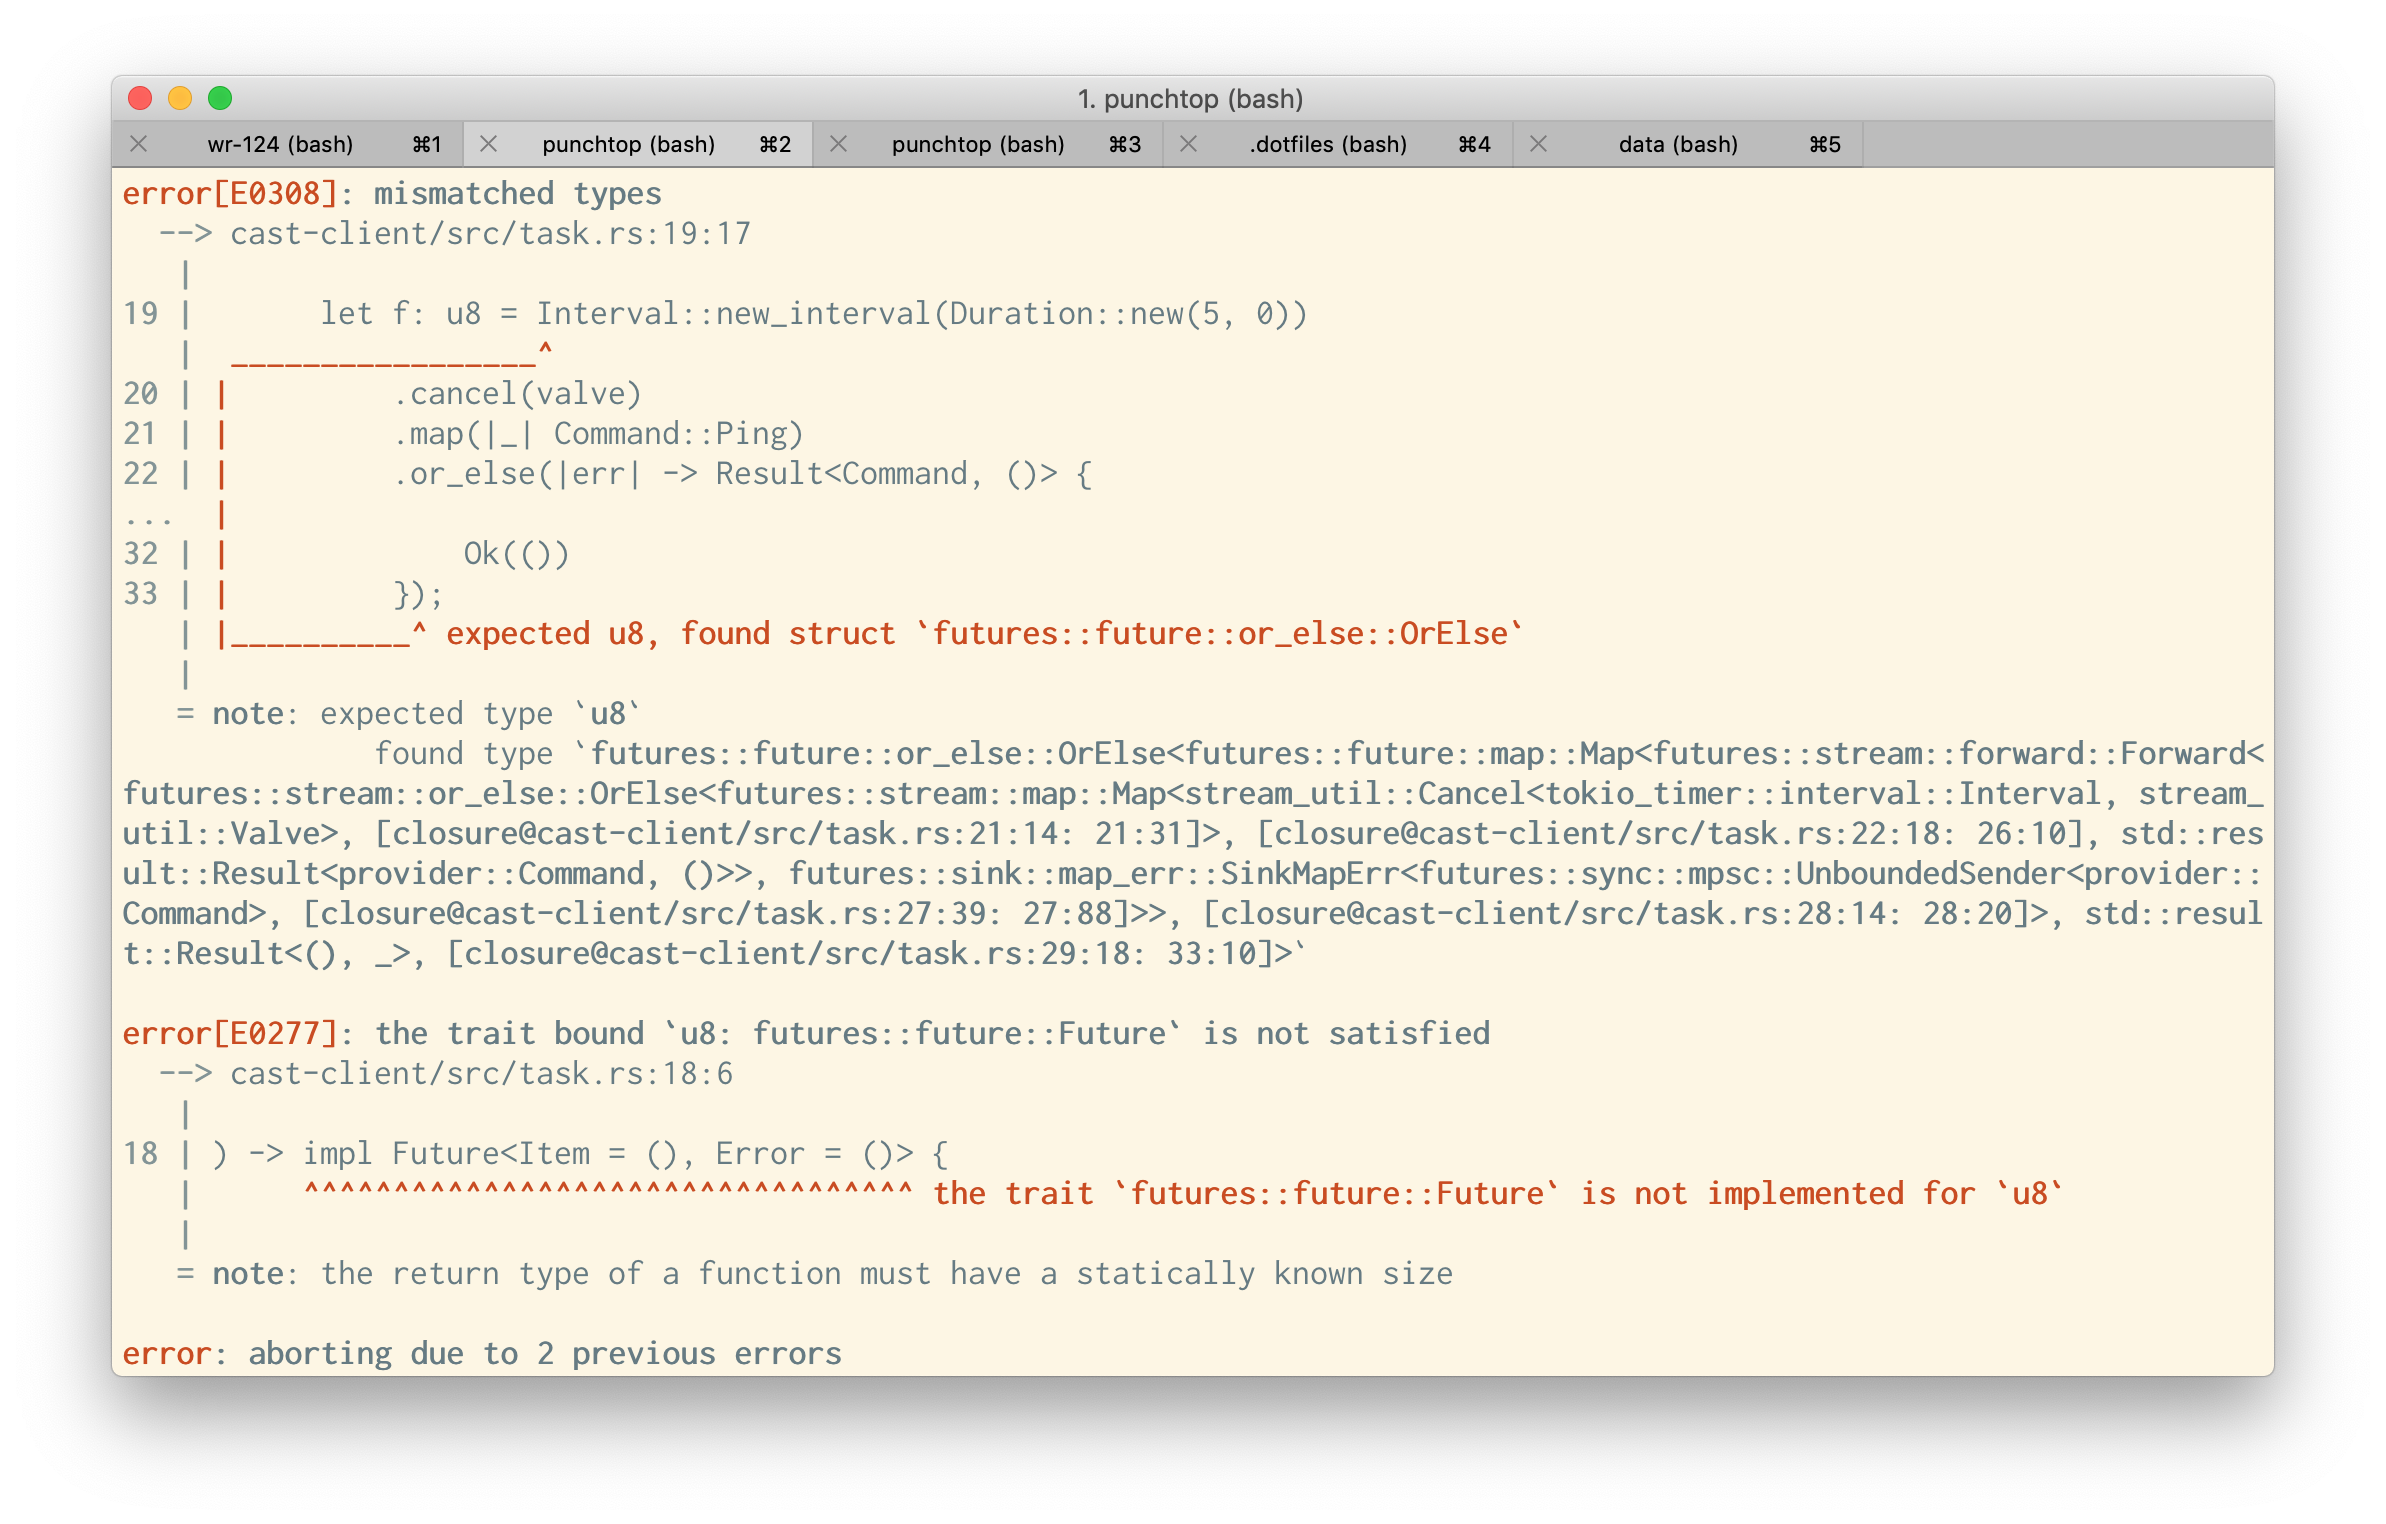 1. punchtop (bash)
wr-124 (bash) ⌘1 punchtop (bash) ⌘2 punchtop (bash) ⌘3 .dotfiles (bash) ⌘4 data (bash) ⌘5
error[E0308]: mismatched types
  --> cast-client/src/task.rs:19:17
   |
19 |       let f: u8 = Interval::new_interval(Duration::new(5, 0))
   |  _________________^
20 | |         .cancel(valve)
21 | |         .map(|_| Command::Ping)
22 | |         .or_else(|err| -> Result<Command, ()> {
...  |
32 | |             Ok(())
33 | |         });
   | |__________^ expected u8, found struct `futures::future::or_else::OrElse`
   |
   = note: expected type `u8`
              found type `futures::future::or_else::OrElse<futures::future::map::Map<futures::stream::forward::Forward<
futures::stream::or_else::OrElse<futures::stream::map::Map<stream_util::Cancel<tokio_timer::interval::Interval, stream_
util::Valve>, [closure@cast-client/src/task.rs:21:14: 21:31]>, [closure@cast-client/src/task.rs:22:18: 26:10], std::res
ult::Result<provider::Command, ()>>, futures::sink::map_err::SinkMapErr<futures::sync::mpsc::UnboundedSender<provider::
Command>, [closure@cast-client/src/task.rs:27:39: 27:88]>>, [closure@cast-client/src/task.rs:28:14: 28:20]>, std::resul
t::Result<(), _>, [closure@cast-client/src/task.rs:29:18: 33:10]>`
error[E0277]: the trait bound `u8: futures::future::Future` is not satisfied
  --> cast-client/src/task.rs:18:6
   |
18 | ) -> impl Future<Item = (), Error = ()> {
   |      ^^^^^^^^^^^^^^^^^^^^^^^^^^^^^^^^^^ the trait `futures::future::Future` is not implemented for `u8`
   |
   = note: the return type of a function must have a statically known size
error: aborting due to 2 previous errors